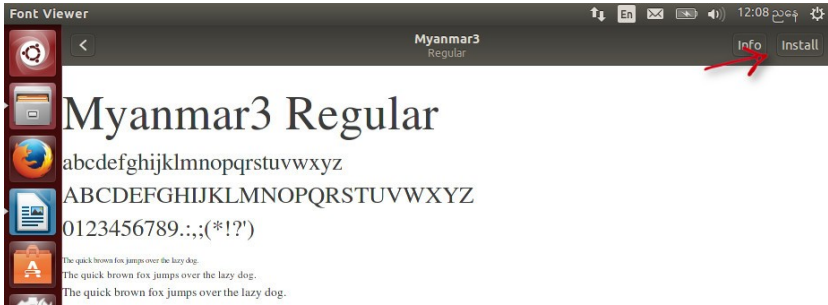 Font Viewer
En
12:08 ညနေ
Myanmar3
Regular
Info
Install
Myanmar3 Regular
abcdefghijklmnopqrstuvwxyz
ABCDEFGHIJKLMNOPQRSTUVWXYZ
0123456789.:,;(*!?')
The quick brown fox jumps over the lazy dog.
The quick brown fox jumps over the lazy dog.
The quick brown fox jumps over the lazy dog.